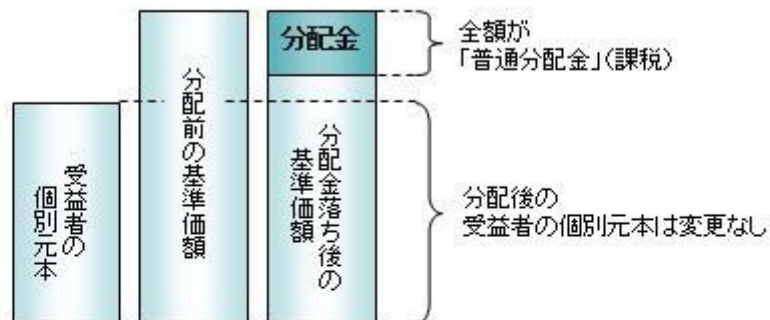 受益者の
個別元本
分配前の基準価額
分配金
分配金落ち後の
基準価額
全額が
「普通分配金」(課税)
分配後の
受益者の個別元本は変更なし